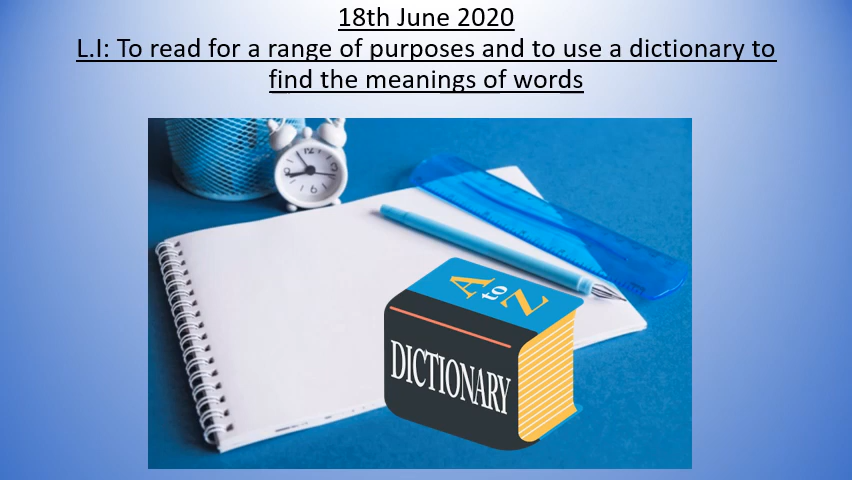 18th June 2020
L.I: To read for a range of purposes and to use a dictionary to
find the meanings of words
A to Z
DICTIONARY